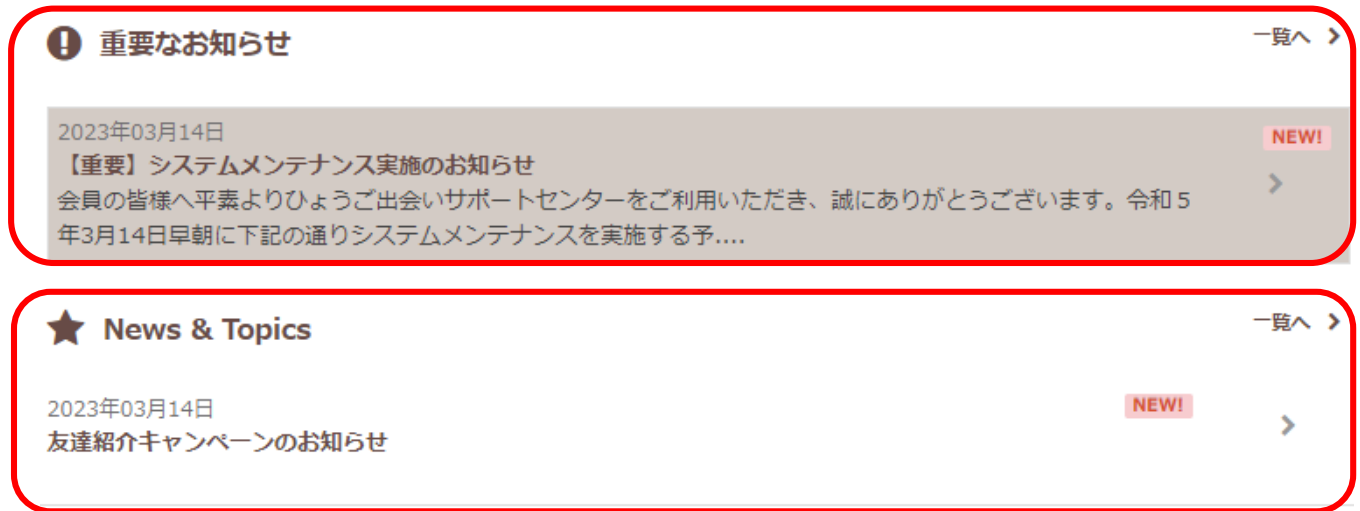 重要なお知らせ
一覧へ
2023年03月14日
NEW!
【重要】システムメンテナンス実施のお知らせ
会員の皆様へ平素よりひょうご出会いサポートセンターをご利用いただき、誠にありがとうございます。令和５
年3月14日早朝に下記の通りシステムメンテナンスを実施する予....
News & Topics
一覧へ
2023年03月14日
NEW!
友達紹介キャンペーンのお知らせ